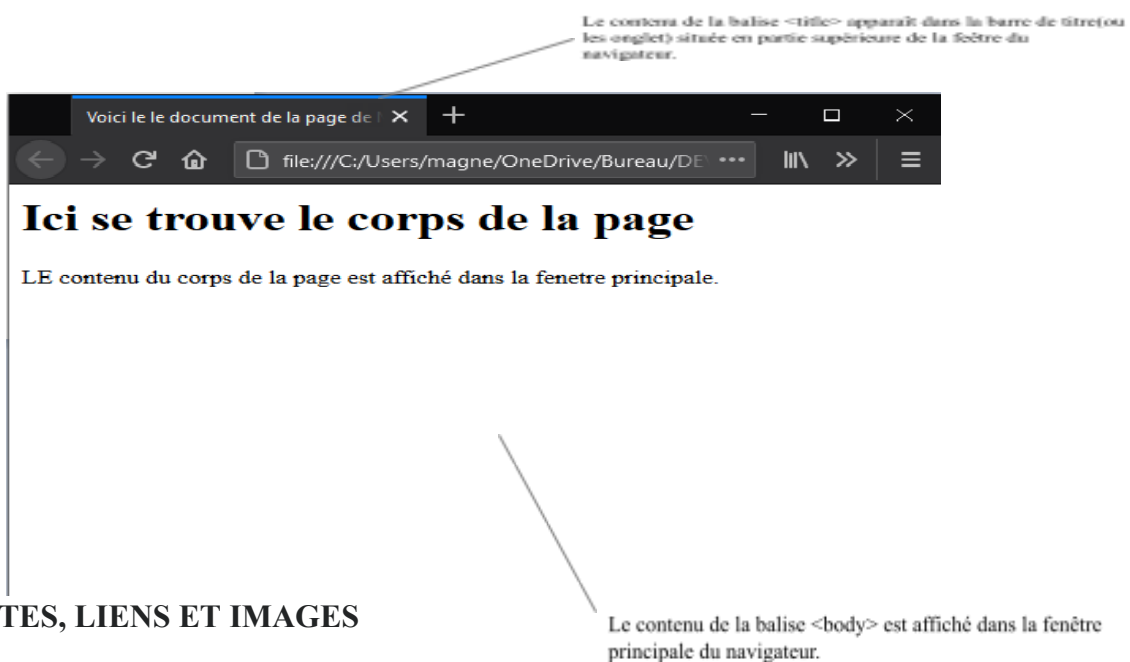 Le contenu de la balise <title> apparaît dans la barre de titre(ou
les onglet) située en partie supérieure de la feêtre du
navigateur.
Voici le le document de la page de
file:///C:/Users/magne/OneDrive/Bureau/DE
Ici se trouve le corps de la page
LE contenu du corps de la page est affiché dans la fenetre principale.
TES, LIENS ET IMAGES
Le contenu de la balise <body> est affiché dans la fenêtre
principale du navigateur.